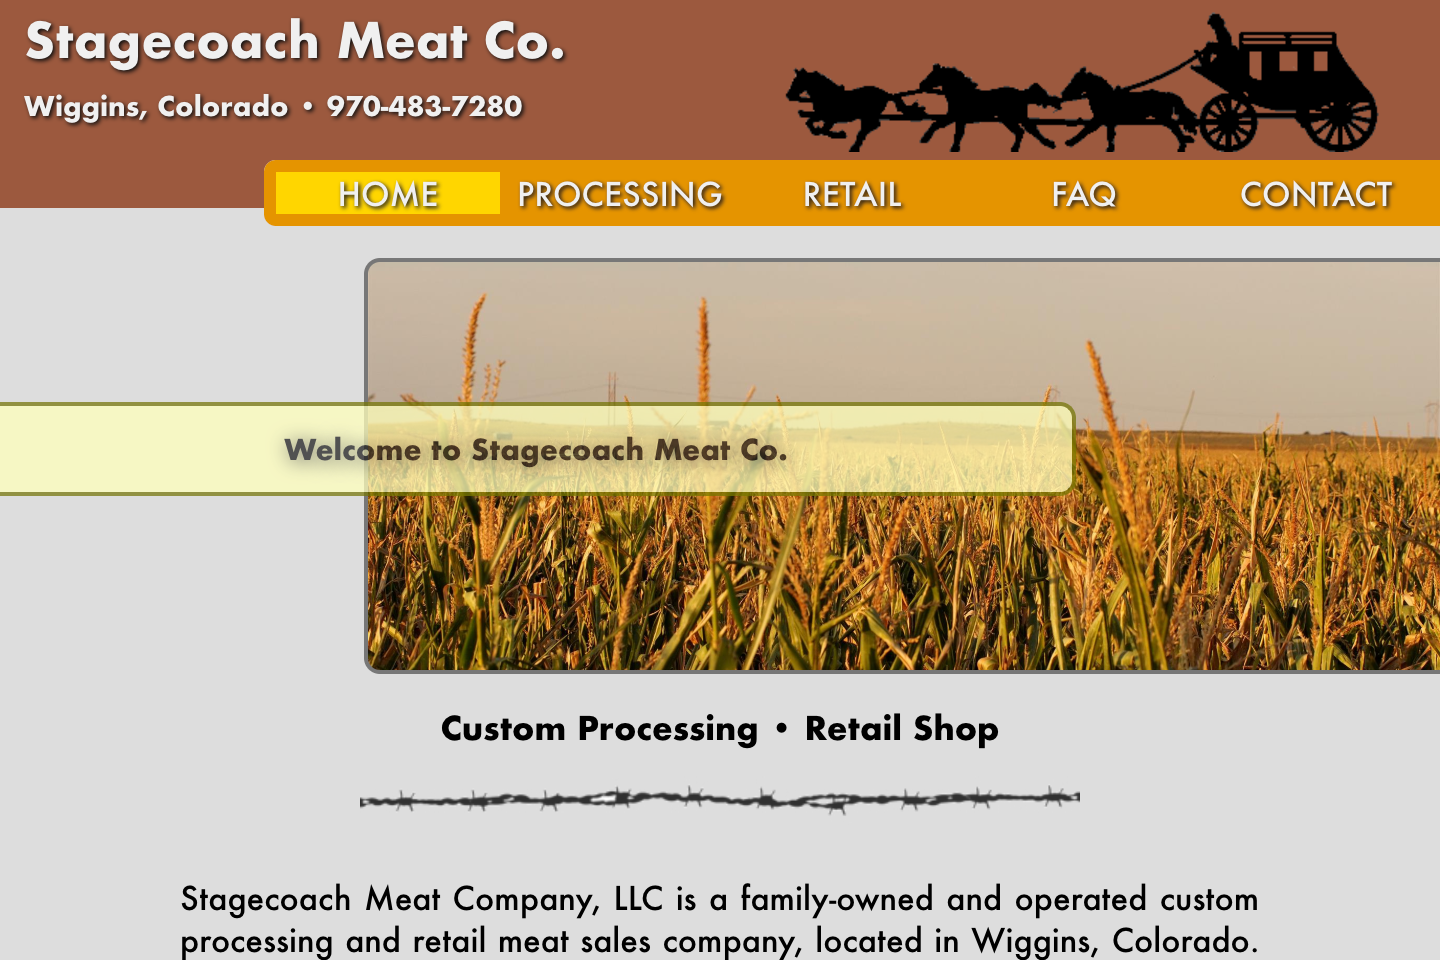 Stagecoach Meat Co.
Wiggins, Colorado • 970-483-7280
HOME PROCESSING RETAIL FAQ CONTACT
Welcome to Stagecoach Meat Co.
Custom Processing • Retail Shop
Stagecoach Meat Company, LLC is a family-owned and operated custom
processing and retail meat sales company, located in Wiggins, Colorado.